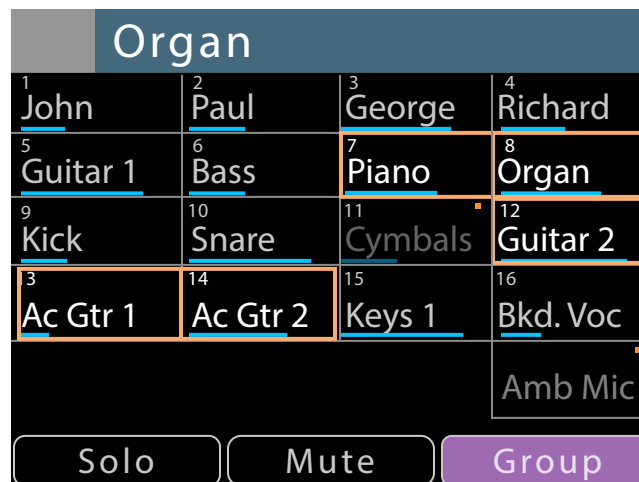 Organ
1 2 3 4
John Paul George Richard
5 6 7 8
Guitar 1 Bass Piano Organ
9 10 11 12
Kick Snare Cymbals Guitar 2
13 14 15 16
Ac Gtr 1 Ac Gtr 2 Keys 1 Bkd. Voc
Amb Mic
Solo Mute Group